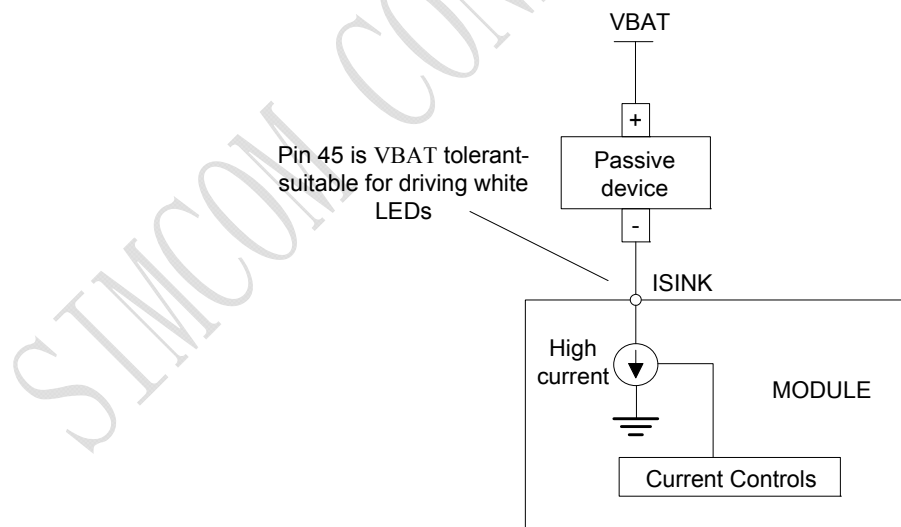 VBAT
+
Pin 45 is VBAT tolerant-
suitable for driving white
LEDs
Passive
device
-
ISINK
High
current
MODULE
Current Controls
SIMCOM CON